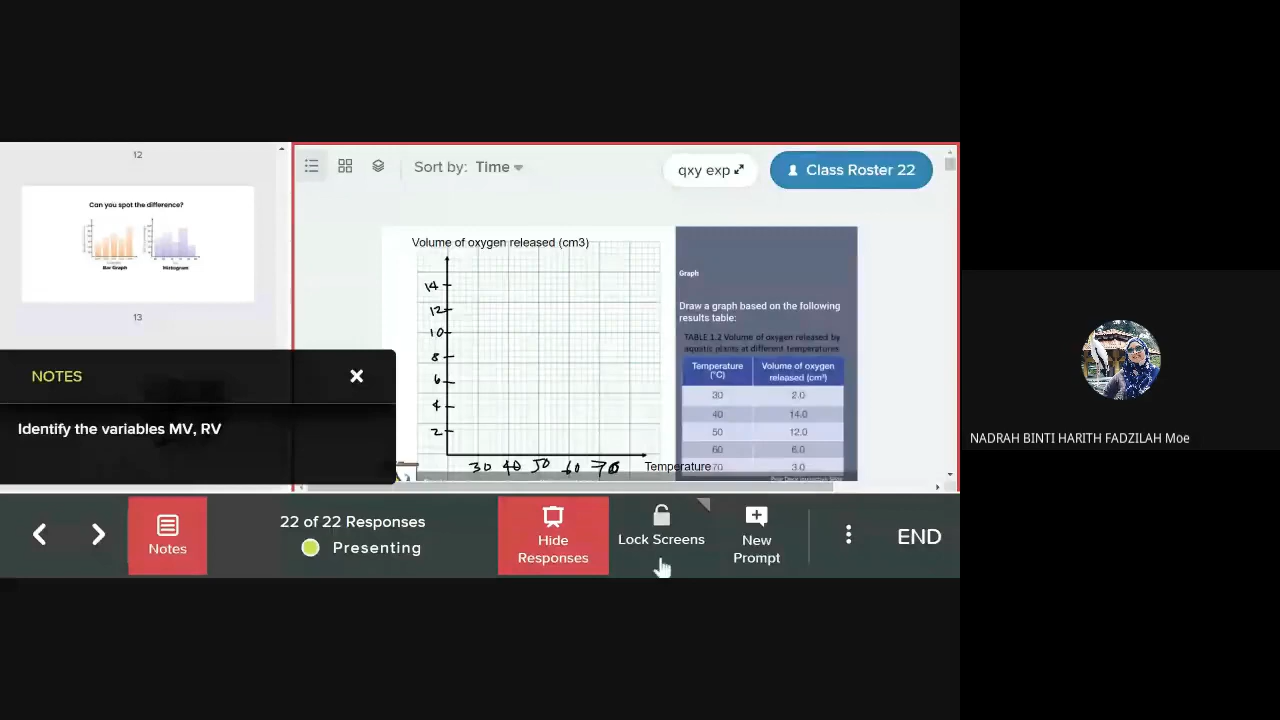 12
Can you spot the difference?
Bar Graph
Histogram
13
NOTES
Identify the variables MV, RV
Sort by: Time
qxy exp
Class Roster 22
Volume of oxygen released (cm3)
14
12
10
8
6
4
2
30 40 50 60 70
Temperature
Graph
Draw a graph based on the following
results table:
TABLE 1.2 Volume of oxygen released by
aquatic plants at different temperatures
Temperature (°C) Volume of oxygen released (cm³)
30 2.0
40 14.0
50 12.0
60 6.0
70 3.0
Notes
22 of 22 Responses
Presenting
Hide
Responses
Lock Screens
New
Prompt
END
NADRAH BINTI HARITH FADZILAH Moe